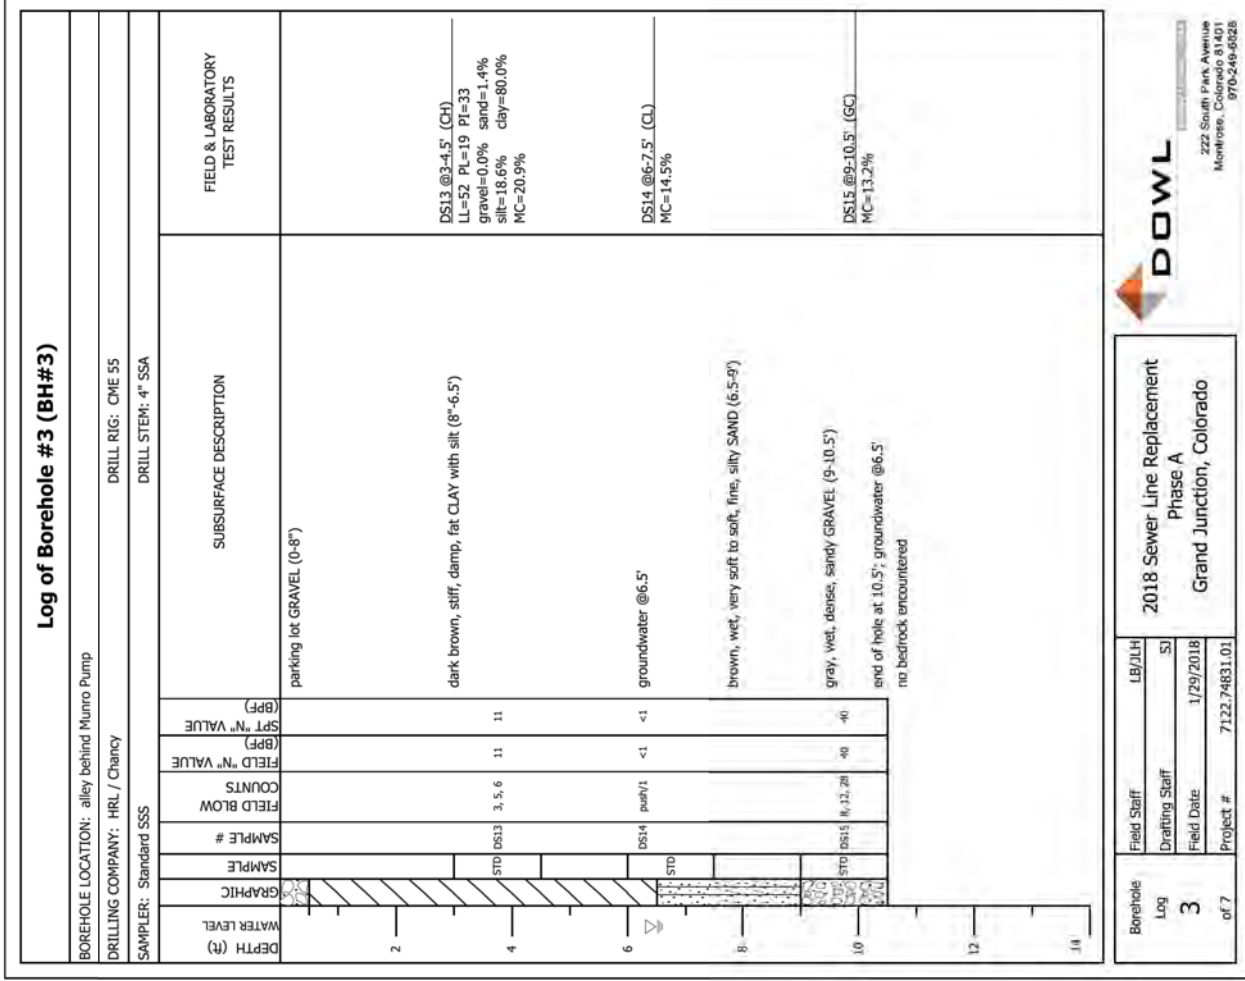 Log of Borehole #3 (BH#3)
BOREHOLE LOCATION: alley behind Munro Pump
DRILLING COMPANY: HRL / Chancy DRILL RIG: CME 55
SAMPLER: Standard SSS DRILL STEM: 4" SSA
DEPTH (ft)
WATER LEVEL
GRAPHIC
SAMPLE
SAMPLE #
FIELD BLOW
COUNTS
FIELD "N" VALUE
(BPF)
SPT "N" VALUE
(BPF)
SUBSURFACE DESCRIPTION
FIELD & LABORATORY
TEST RESULTS
parking lot GRAVEL (0-8")
2
STD DS13 3, 5, 6 11 11
dark brown, stiff, damp, fat CLAY with silt (8"-6.5')
DS13 @3-4.5' (CH)
LL=52 PL=19 PI=33
gravel=0.0% sand=1.4%
silt=18.6% clay=80.0%
MC=20.9%
4
6
STD DS14 push/1 <1 <1
groundwater @6.5'
DS14 @6-7.5' (CL)
MC=14.5%
8
brown, wet, very soft to soft, fine, silty SAND (6.5-9')
10
STD DS15 8, 12, 28 40 40
gray, wet, dense, sandy GRAVEL (9-10.5')
DS15 @9-10.5' (GC)
MC=13.2%
end of hole at 10.5'; groundwater @6.5'
no bedrock encountered
12
14
Borehole
Log
3
of 7
Field Staff LB/JLH
Drafting Staff SJ
Field Date 1/29/2018
Project # 7122.74831.01
2018 Sewer Line Replacement
Phase A
Grand Junction, Colorado
DOWL
222 South Park Avenue
Montrose, Colorado 81401
970-249-6828